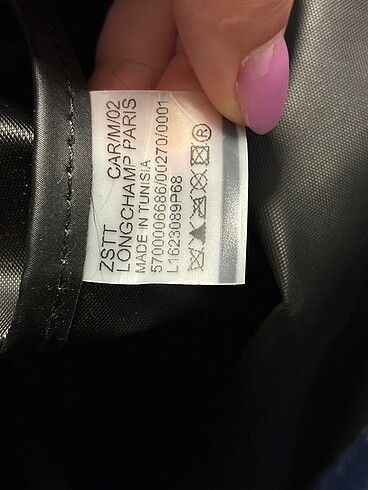 ZSTT CAR/M/02
LONGCHAMP PARIS
MADE IN TUNISIA
5700006686/00270/0001
L1623089P68
®